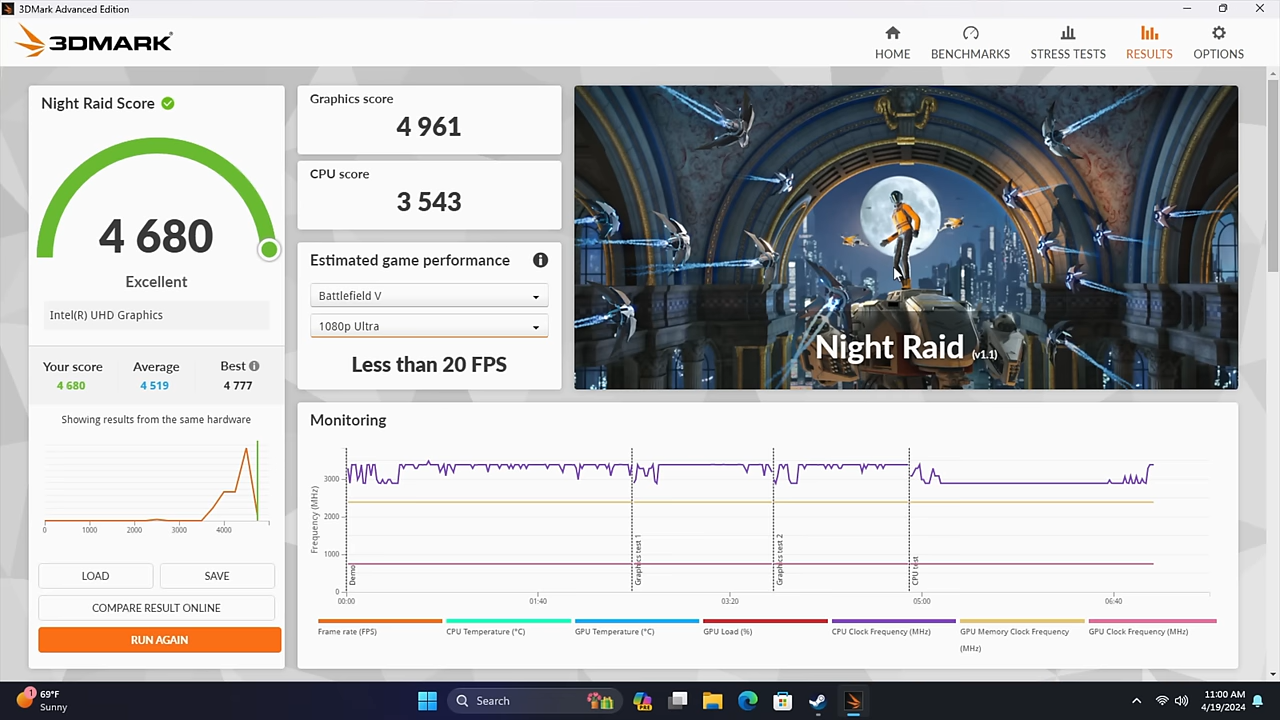 3DMark Advanced Edition
3DMARK
HOME
BENCHMARKS
STRESS TESTS
RESULTS
OPTIONS
Night Raid Score
4 680
Excellent
Intel(R) UHD Graphics
Your score
Average
Best
4 680
4 519
4 777
Showing results from the same hardware
0
1000
2000
3000
4000
LOAD
SAVE
COMPARE RESULT ONLINE
RUN AGAIN
Graphics score
4 961
CPU score
3 543
Estimated game performance
Battlefield V
1080p Ultra
Less than 20 FPS
Night Raid (v1.1)
Monitoring
Frequency (MHz)
3000
2000
1000
0
Demo
Graphics test 1
Graphics test 2
CPU test
00:00
01:40
03:20
05:00
06:40
Frame rate (FPS)
CPU Temperature (°C)
GPU Temperature (°C)
GPU Load (%)
CPU Clock Frequency (MHz)
GPU Memory Clock Frequency
(MHz)
GPU Clock Frequency (MHz)
1
69°F
Sunny
Search
PRE
11:00 AM
4/19/2024